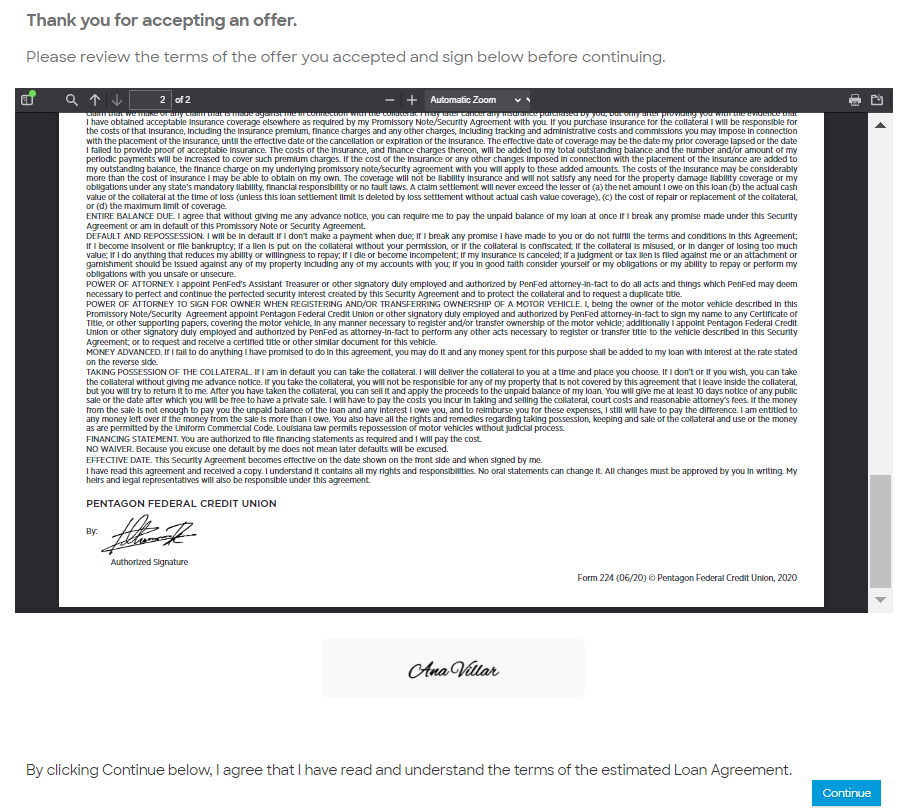 Thank you for accepting an offer.
Please review the terms of the offer you accepted and sign below before continuing.
2 of 2
Automatic Zoom
claim that we make or any claim that is made against me in connection with the collateral. I may later cancel any insurance purchased by you, but only after providing you with the evidence that
I have obtained acceptable insurance coverage elsewhere as required by my Promissory Note/Security Agreement with you. If you purchase insurance for the collateral I will be responsible for
the costs of that insurance, including the insurance premium, finance charges and any other charges, including tracking and administrative costs and commissions you may impose in connection
with the placement of the insurance, until the effective date of the cancellation or expiration of the insurance. The effective date of coverage may be the date my prior coverage lapsed or the date
I failed to provide proof of acceptable insurance. The costs of the insurance, and finance charges thereon, will be added to my total outstanding balance and the number and/or amount of my
periodic payments will be increased to cover such premium charges. If the cost of the insurance or any other changes imposed in connection with the placement of the insurance are added to
my outstanding balance, the finance charge on my underlying promissory note/security agreement with you will apply to these added amounts. The costs of the insurance may be considerably
more than the cost of insurance I may be able to obtain on my own. The coverage will not be liability insurance and will not satisfy any need for the property damage liability coverage or my
obligations under any state's mandatory liability, financial responsibility or no fault laws. A claim settlement will never exceed the lesser of (a) the net amount I owe on this loan (b) the actual cash
value of the collateral at the time of loss (unless this loan settlement limit is deleted by loss settlement without actual cash value coverage), (c) the cost of repair or replacement of the collateral,
or (d) the maximum limit of coverage.
ENTIRE BALANCE DUE. I agree that without giving me any advance notice, you can require me to pay the unpaid balance of my loan at once if I break any promise made under this Security
Agreement or am in default of this Promissory Note or Security Agreement.
DEFAULT AND REPOSSESSION. I will be in default if I don't make a payment when due; if I break any promise I have made to you or do not fulfill the terms and conditions in this Agreement;
if I become insolvent or file bankruptcy; if a lien is put on the collateral without your permission, or if the collateral is confiscated; if the collateral is misused, or in danger of losing too much
value; if I do anything that reduces my ability or willingness to repay; if I die or become incompetent; if my insurance is canceled; if a judgment or tax lien is filed against me or an attachment or
garnishment should be issued against any of my property including any of my accounts with you; if you in good faith consider yourself or my obligations or my ability to repay or perform my
obligations with you unsafe or unsecure.
POWER OF ATTORNEY. I appoint PenFed's Assistant Treasurer or other signatory duly employed and authorized by PenFed attorney-in-fact to do all acts and things which PenFed may deem
necessary to perfect and continue the perfected security interest created by this Security Agreement and to protect the collateral and to request a duplicate title.
POWER OF ATTORNEY TO SIGN FOR OWNER WHEN REGISTERING AND/OR TRANSFERRING OWNERSHIP OF A MOTOR VEHICLE. I, being the owner of the motor vehicle described in this
Promissory Note/Security Agreement appoint Pentagon Federal Credit Union or other signatory duly employed and authorized by PenFed attorney-in-fact to sign my name to any Certificate of
Title, or other supporting papers, covering the motor vehicle, in any manner necessary to register and/or transfer ownership of the motor vehicle; additionally I appoint Pentagon Federal Credit
Union or other signatory duly employed and authorized by PenFed as attorney-in-fact to perform any other acts necessary to register or transfer title to the vehicle described in this Security
Agreement; or to request and receive a certified title or other similar document for this vehicle.
MONEY ADVANCED. If I fail to do anything I have promised to do in this agreement, you may do it and any money spent for this purpose shall be added to my loan with interest at the rate stated
on the reverse side.
TAKING POSSESSION OF THE COLLATERAL. If I am in default you can take the collateral. I will deliver the collateral to you at a time and place you choose. If I don't or if you wish, you can take
the collateral without giving me advance notice. If you take the collateral, you will not be responsible for any of my property that is not covered by this agreement that I leave inside the collateral,
but you will try to return it to me. After you have taken the collateral, you can sell it and apply the proceeds to the unpaid balance of my loan. You will give me at least 10 days notice of any public
sale or the date after which you will be free to have a private sale. I will have to pay the costs you incur in taking and selling the collateral, court costs and reasonable attorney's fees. If the money
from the sale is not enough to pay you the unpaid balance of the loan and any interest I owe you, and to reimburse you for these expenses, I still will have to pay the difference. I am entitled to
any money left over if the money from the sale is more than I owe. You also have all the rights and remedies regarding taking possession, keeping and sale of the collateral and use or the money
as are permitted by the Uniform Commercial Code. Louisiana law permits repossession of motor vehicles without judicial process.
FINANCING STATEMENT. You are authorized to file financing statements as required and I will pay the cost.
NO WAIVER. Because you excuse one default by me does not mean later defaults will be excused.
EFFECTIVE DATE. This Security Agreement becomes effective on the date shown on the front side and when signed by me.
I have read this agreement and received a copy. I understand it contains all my rights and responsibilities. No oral statements can change it. All changes must be approved by you in writing. My
heirs and legal representatives will also be responsible under this agreement.
PENTAGON FEDERAL CREDIT UNION
By:
Authorized Signature
Form 224 (06/20) © Pentagon Federal Credit Union, 2020
Ana Villar
By clicking Continue below, I agree that I have read and understand the terms of the estimated Loan Agreement.
Continue